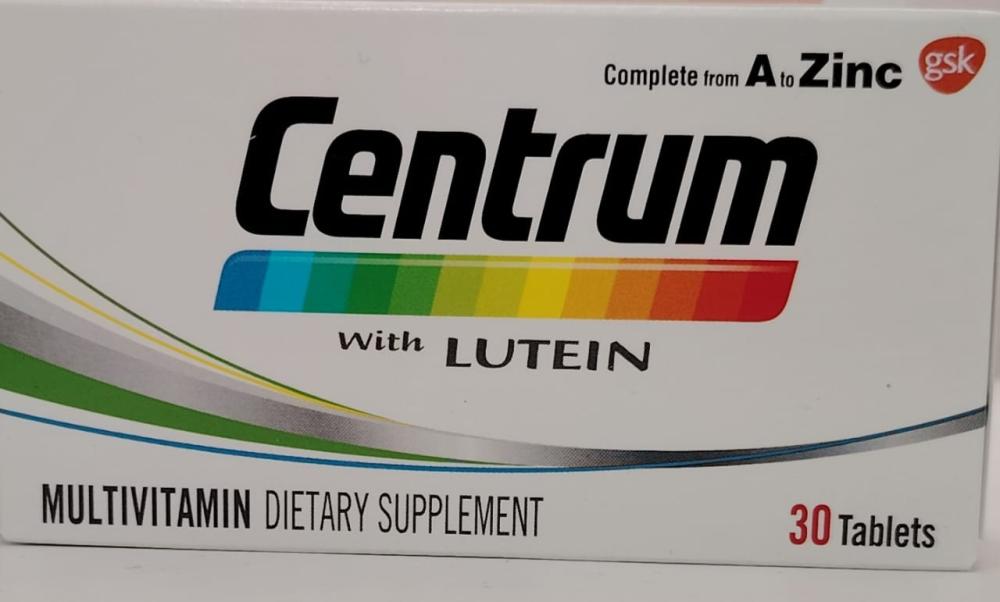 Complete from A to Zinc
gsk
Centrum
with LUTEIN
MULTIVITAMIN DIETARY SUPPLEMENT
30 Tablets